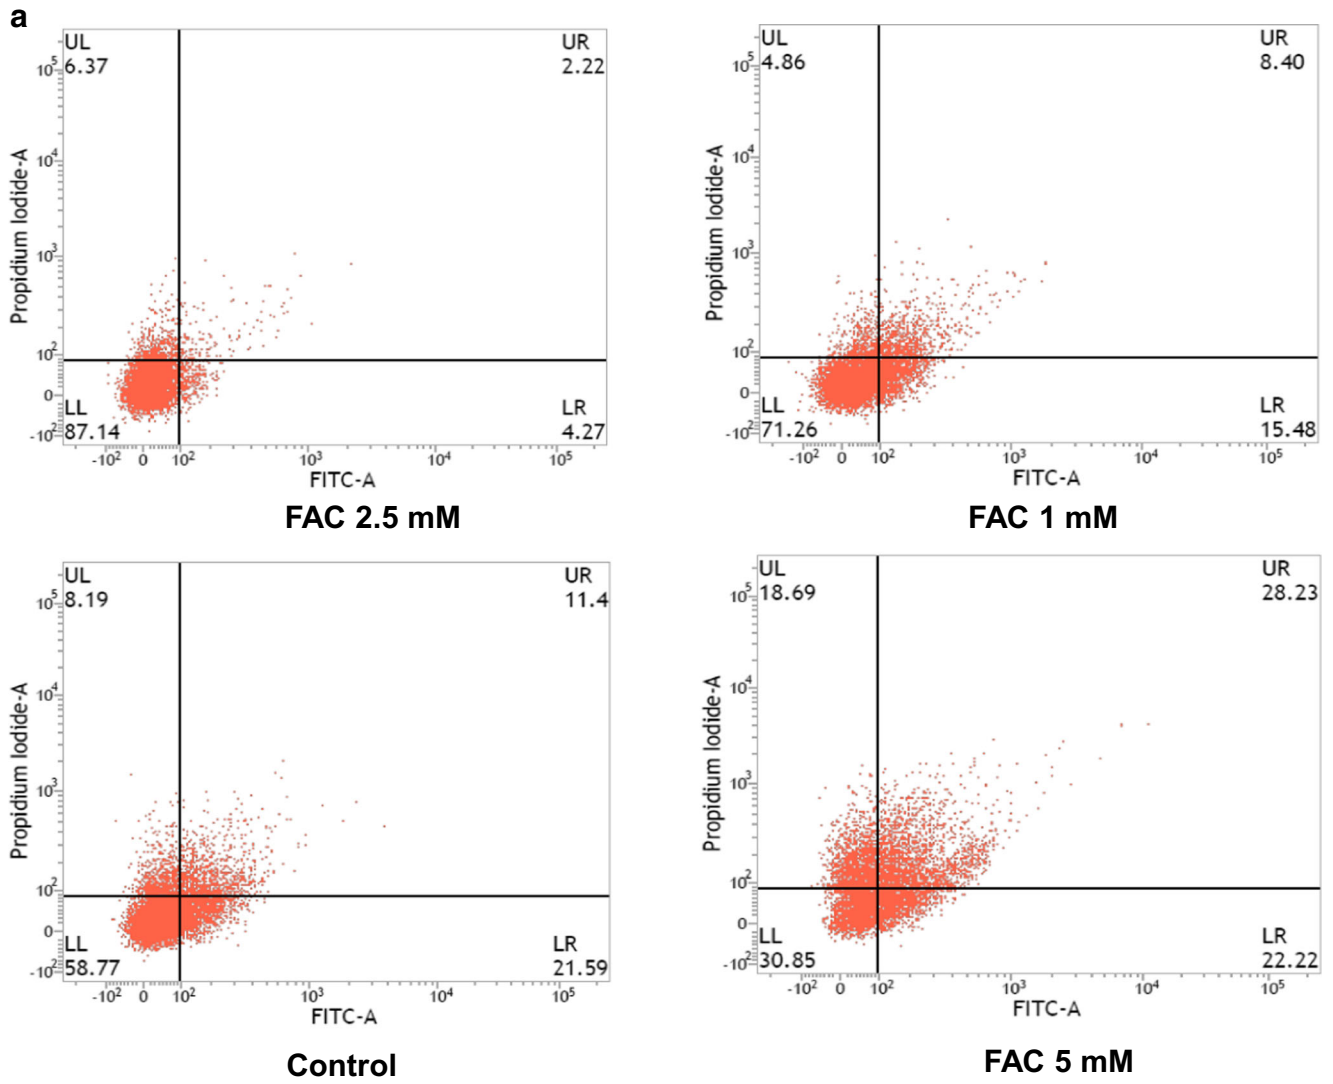 a
UL
6.37
UR
2.22
10^5
10^4
10^3
10^2
0
-10^2
Propidium Iodide-A
LL
87.14
LR
4.27
-10^2 0 10^2 10^3 10^4 10^5
FITC-A
FAC 2.5 mM
UL
4.86
UR
8.40
10^5
10^4
10^3
10^2
0
-10^2
Propidium Iodide-A
LL
71.26
LR
15.48
-10^2 0 10^2 10^3 10^4 10^5
FITC-A
FAC 1 mM
UL
8.19
UR
11.4
10^5
10^4
10^3
10^2
0
-10^2
Propidium Iodide-A
LL
58.77
LR
21.59
-10^2 0 10^2 10^3 10^4 10^5
FITC-A
Control
UL
18.69
UR
28.23
10^5
10^4
10^3
10^2
0
-10^2
Propidium Iodide-A
LL
30.85
LR
22.22
-10^2 0 10^2 10^3 10^4 10^5
FITC-A
FAC 5 mM